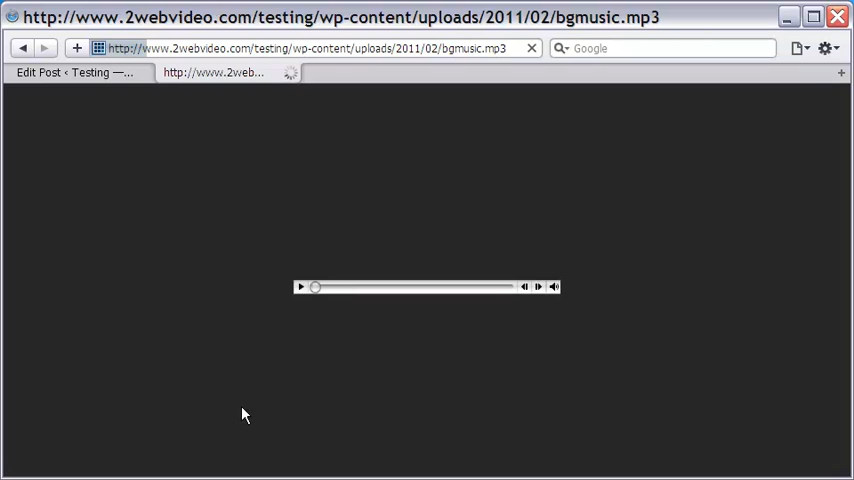 http://www.2webvideo.com/testing/wp-content/uploads/2011/02/bgmusic.mp3
http://www.2webvideo.com/testing/wp-content/uploads/2011/02/bgmusic.mp3
Google
Edit Post ‹ Testing —...
http://www.2web...